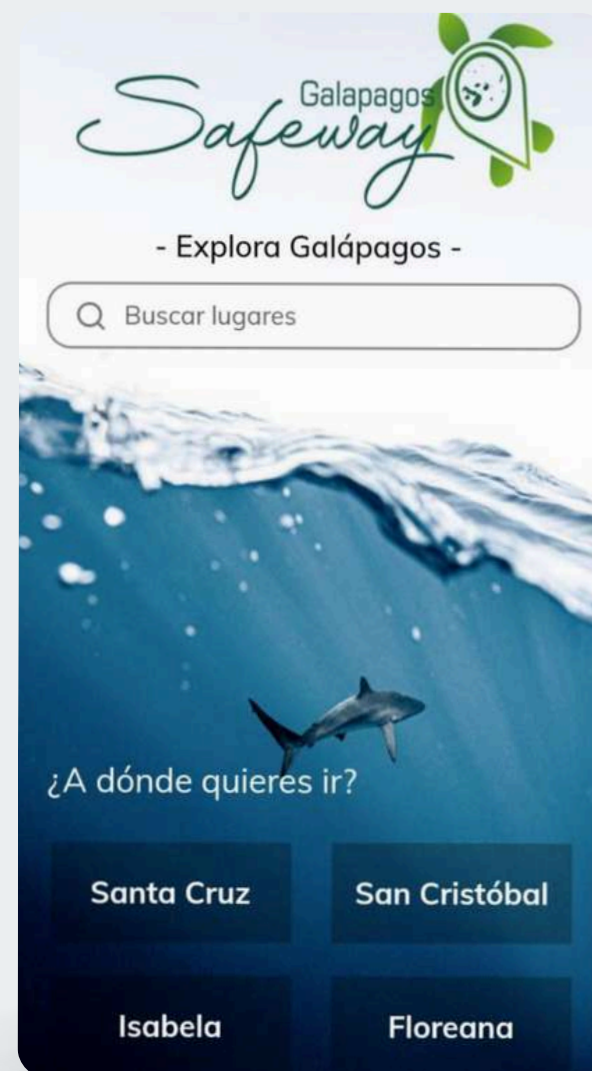 Galapagos
Safeway
- Explora Galápagos -
Buscar lugares
¿A dónde quieres ir?
Santa Cruz
San Cristóbal
Isabela
Floreana